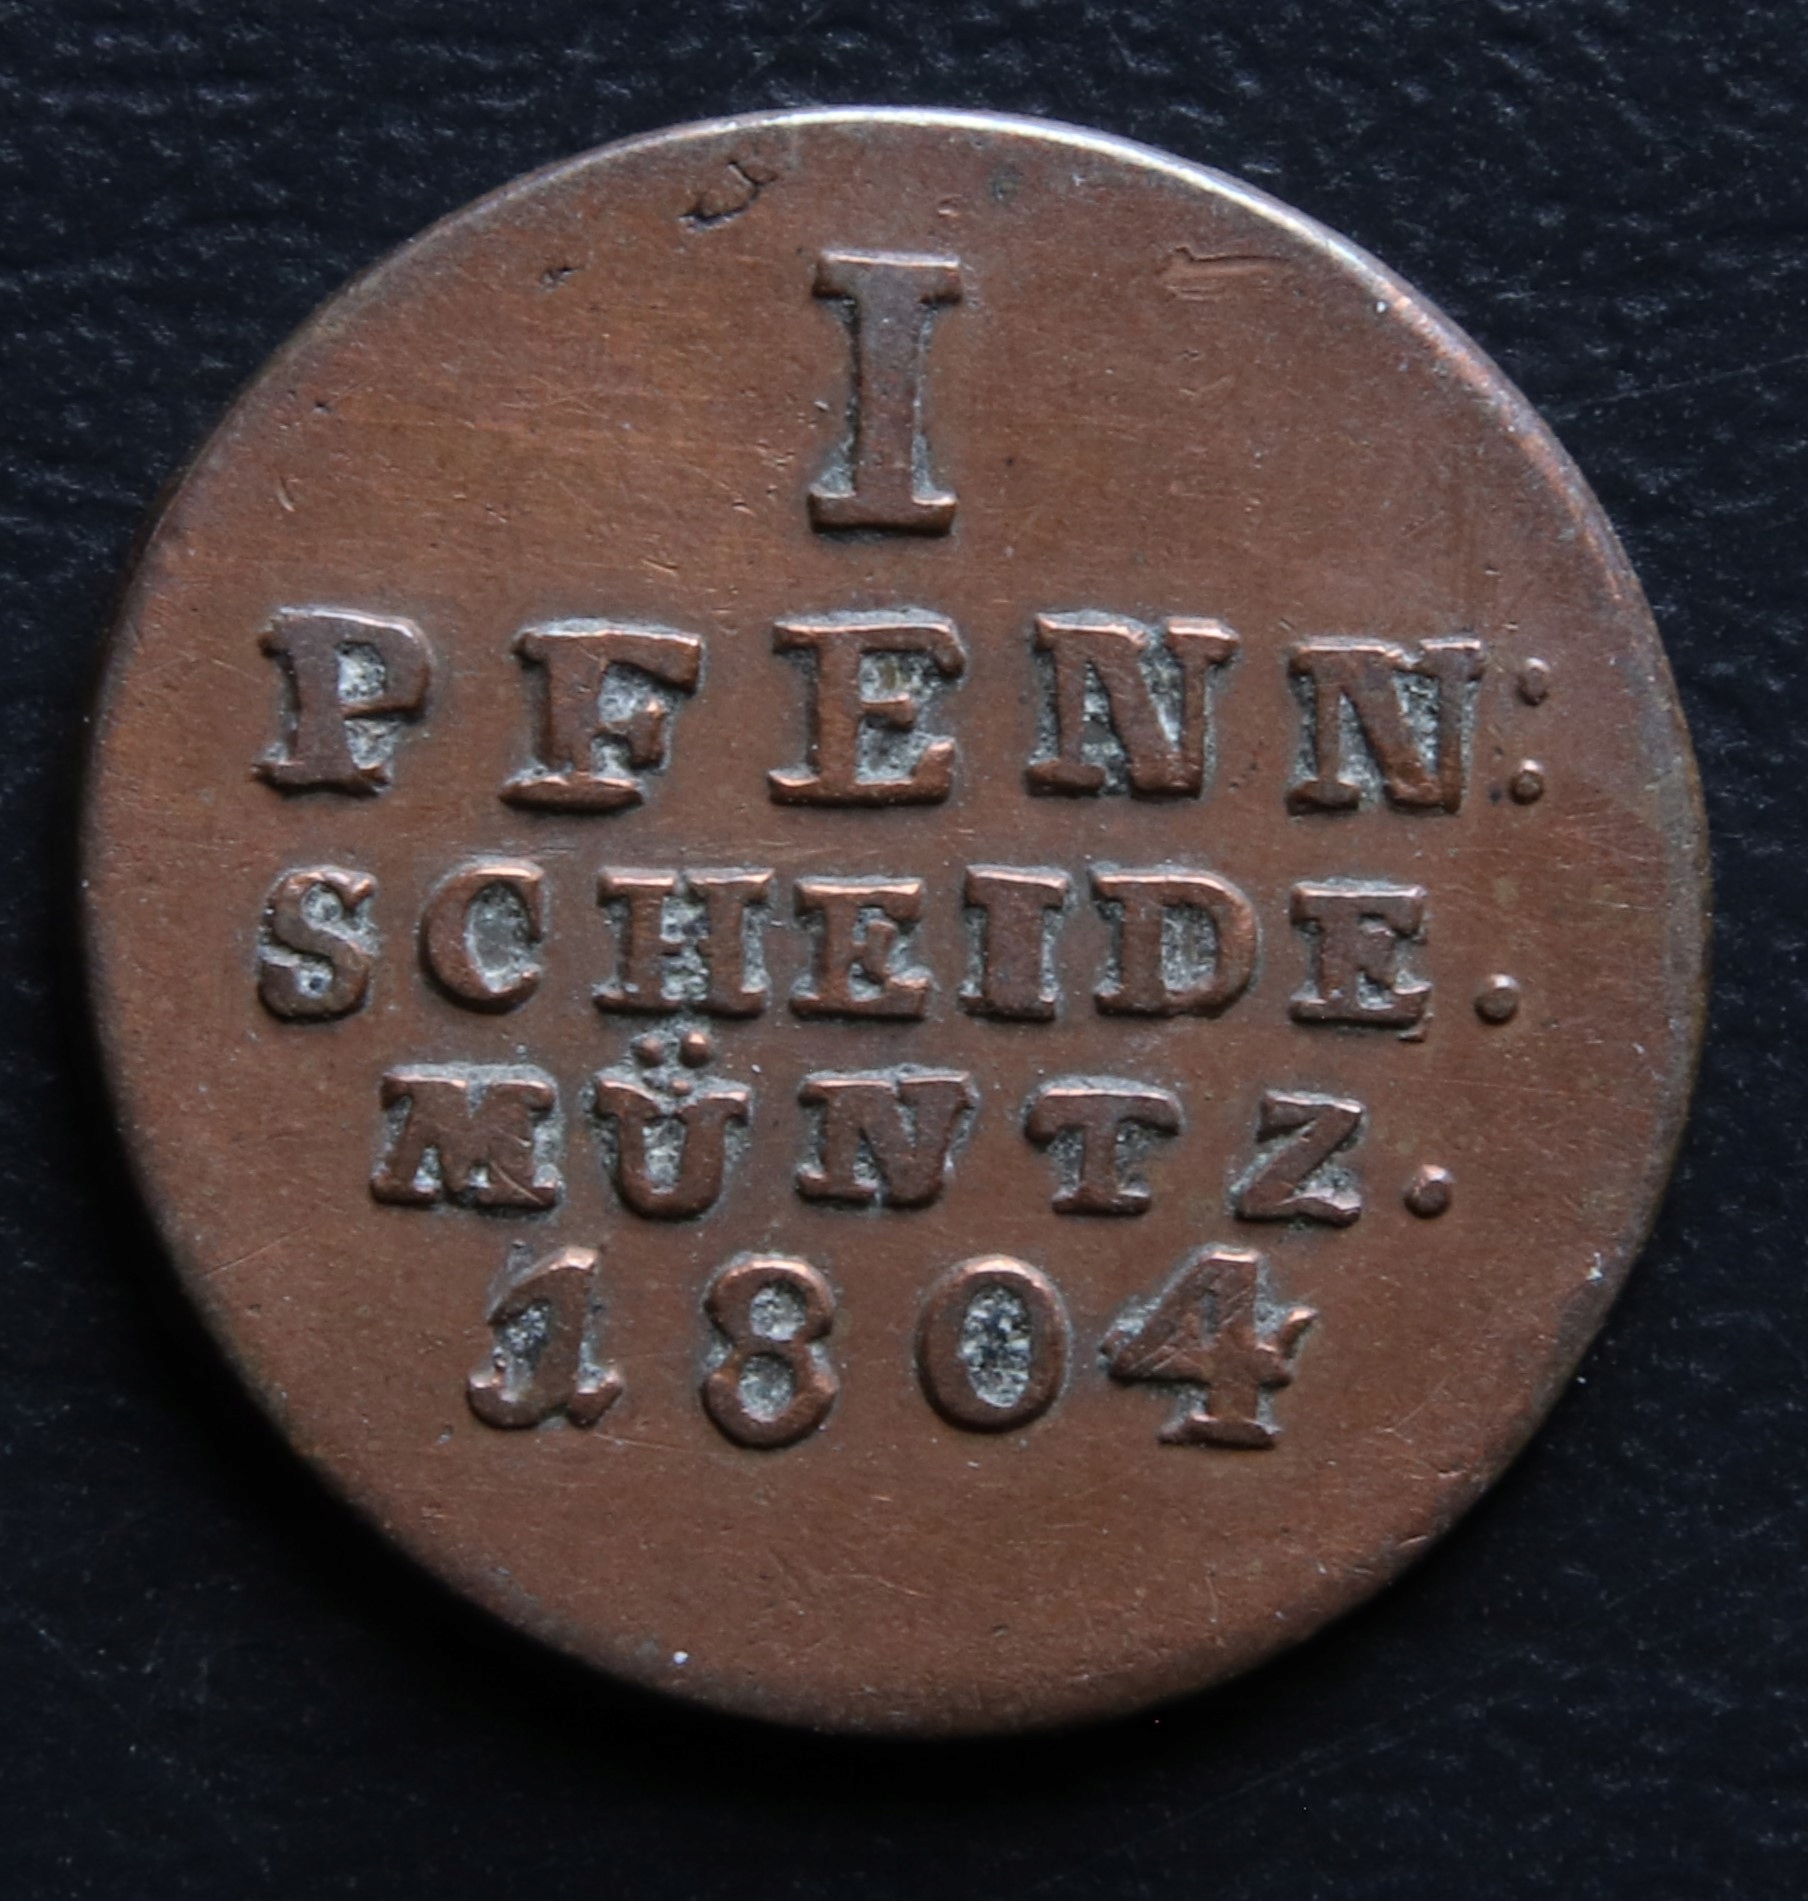 I
PFENN:
SCHEIDE.
MÜNTZ.
1804